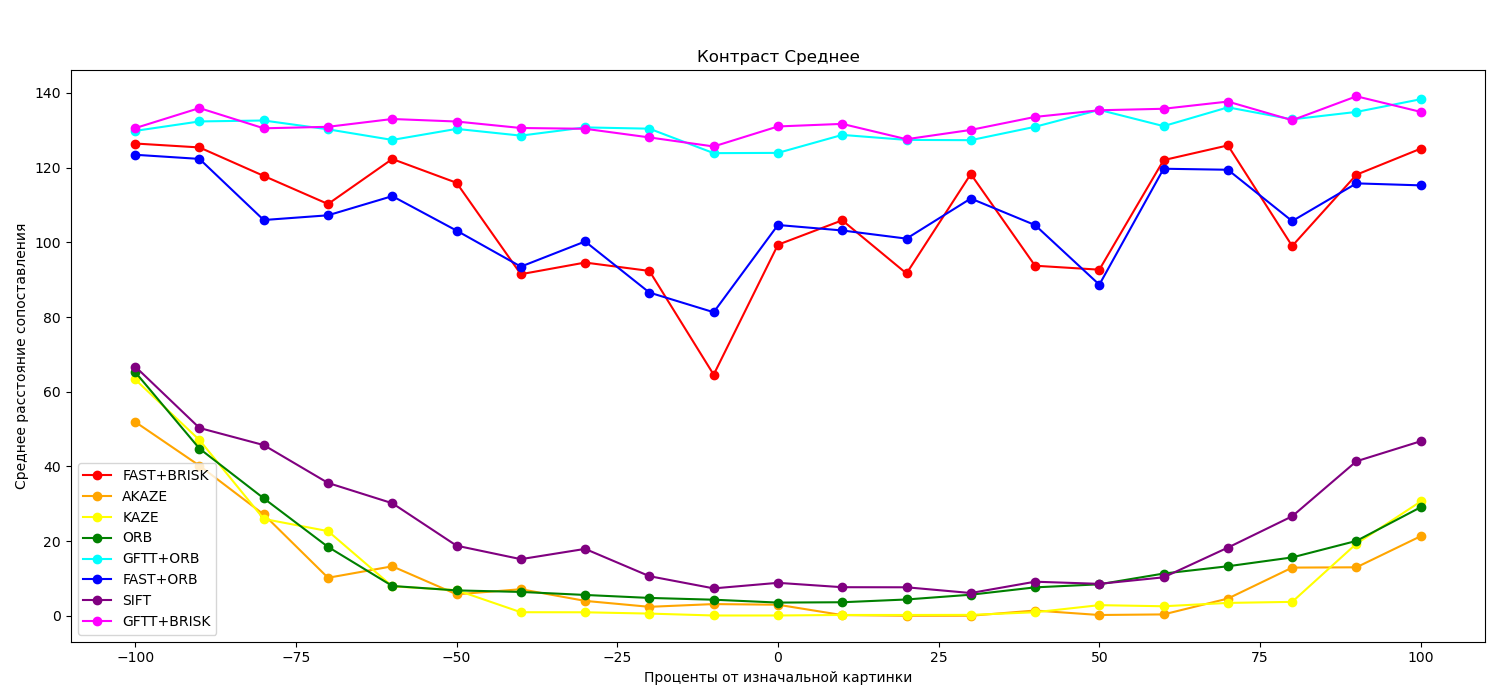 Контраст Среднее
Среднее расстояние сопоставления
140
120
100
80
60
40
20
0
FAST+BRISK
AKAZE
KAZE
ORB
GFTT+ORB
FAST+ORB
SIFT
GFTT+BRISK
−100 −75 −50 −25 0 25 50 75 100
Проценты от изначальной картинки